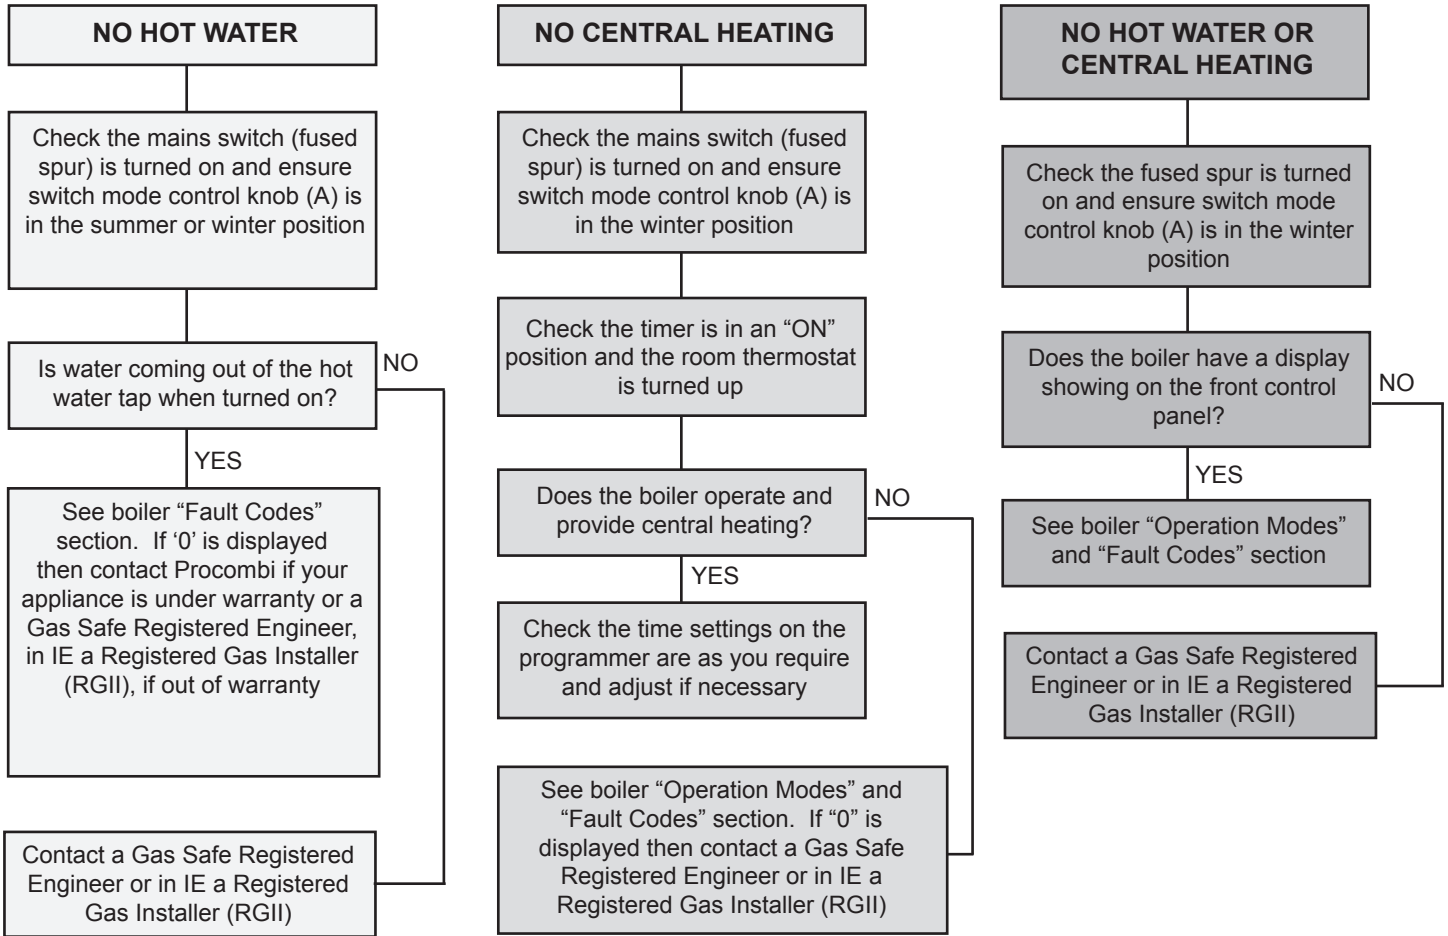 NO HOT WATER
Check the mains switch (fused
spur) is turned on and ensure
switch mode control knob (A) is
in the summer or winter position
Is water coming out of the hot
water tap when turned on?
NO
YES
See boiler “Fault Codes”
section.  If ‘0’ is displayed
then contact Procombi if your
appliance is under warranty or a
Gas Safe Registered Engineer,
in IE a Registered Gas Installer
(RGII), if out of warranty
Contact a Gas Safe Registered
Engineer or in IE a Registered
Gas Installer (RGII)
NO CENTRAL HEATING
Check the mains switch (fused
spur) is turned on and ensure
switch mode control knob (A) is
in the winter position
Check the timer is in an “ON”
position and the room thermostat
is turned up
Does the boiler operate and
provide central heating?
NO
YES
Check the time settings on the
programmer are as you require
and adjust if necessary
See boiler “Operation Modes” and
“Fault Codes” section.  If “0” is
displayed then contact a Gas Safe
Registered Engineer or in IE a
Registered Gas Installer (RGII)
NO HOT WATER OR
CENTRAL HEATING
Check the fused spur is turned
on and ensure switch mode
control knob (A) is in the winter
position
Does the boiler have a display
showing on the front control
panel?
NO
YES
See boiler “Operation Modes”
and “Fault Codes” section
Contact a Gas Safe Registered
Engineer or in IE a Registered
Gas Installer (RGII)